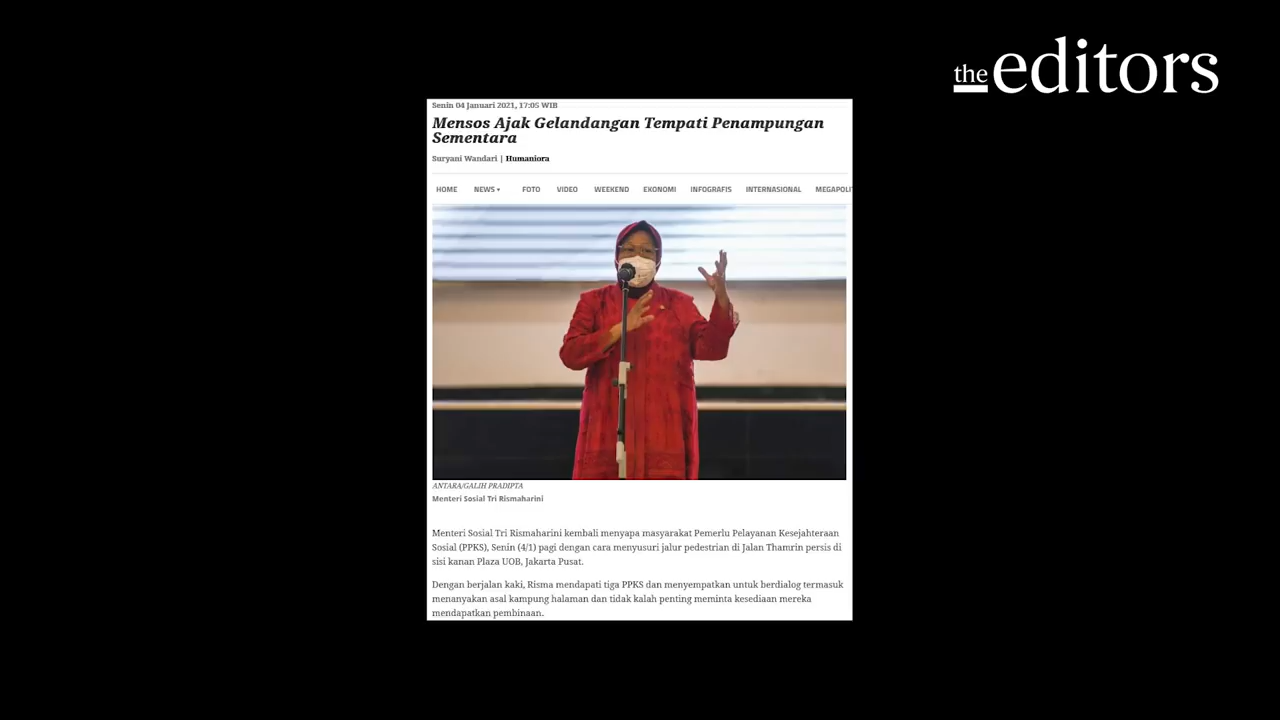 the editors
Senin 04 Januari 2021, 17:05 WIB
Mensos Ajak Gelandangan Tempati Penampungan
Sementara
Suryani Wandari | Humaniora
HOME NEWS ▾ FOTO VIDEO WEEKEND EKONOMI INFOGRAFIS INTERNASIONAL MEGAPOLIT
ANTARA/GALIH PRADIPTA
Menteri Sosial Tri Rismaharini
Menteri Sosial Tri Rismaharini kembali menyapa masyarakat Pemerlu Pelayanan Kesejahteraan
Sosial (PPKS), Senin (4/1) pagi dengan cara menyusuri jalur pedestrian di Jalan Thamrin persis di
sisi kanan Plaza UOB, Jakarta Pusat.
Dengan berjalan kaki, Risma mendapati tiga PPKS dan menyempatkan untuk berdialog termasuk
menanyakan asal kampung halaman dan tidak kalah penting meminta kesediaan mereka
mendapatkan pembinaan.